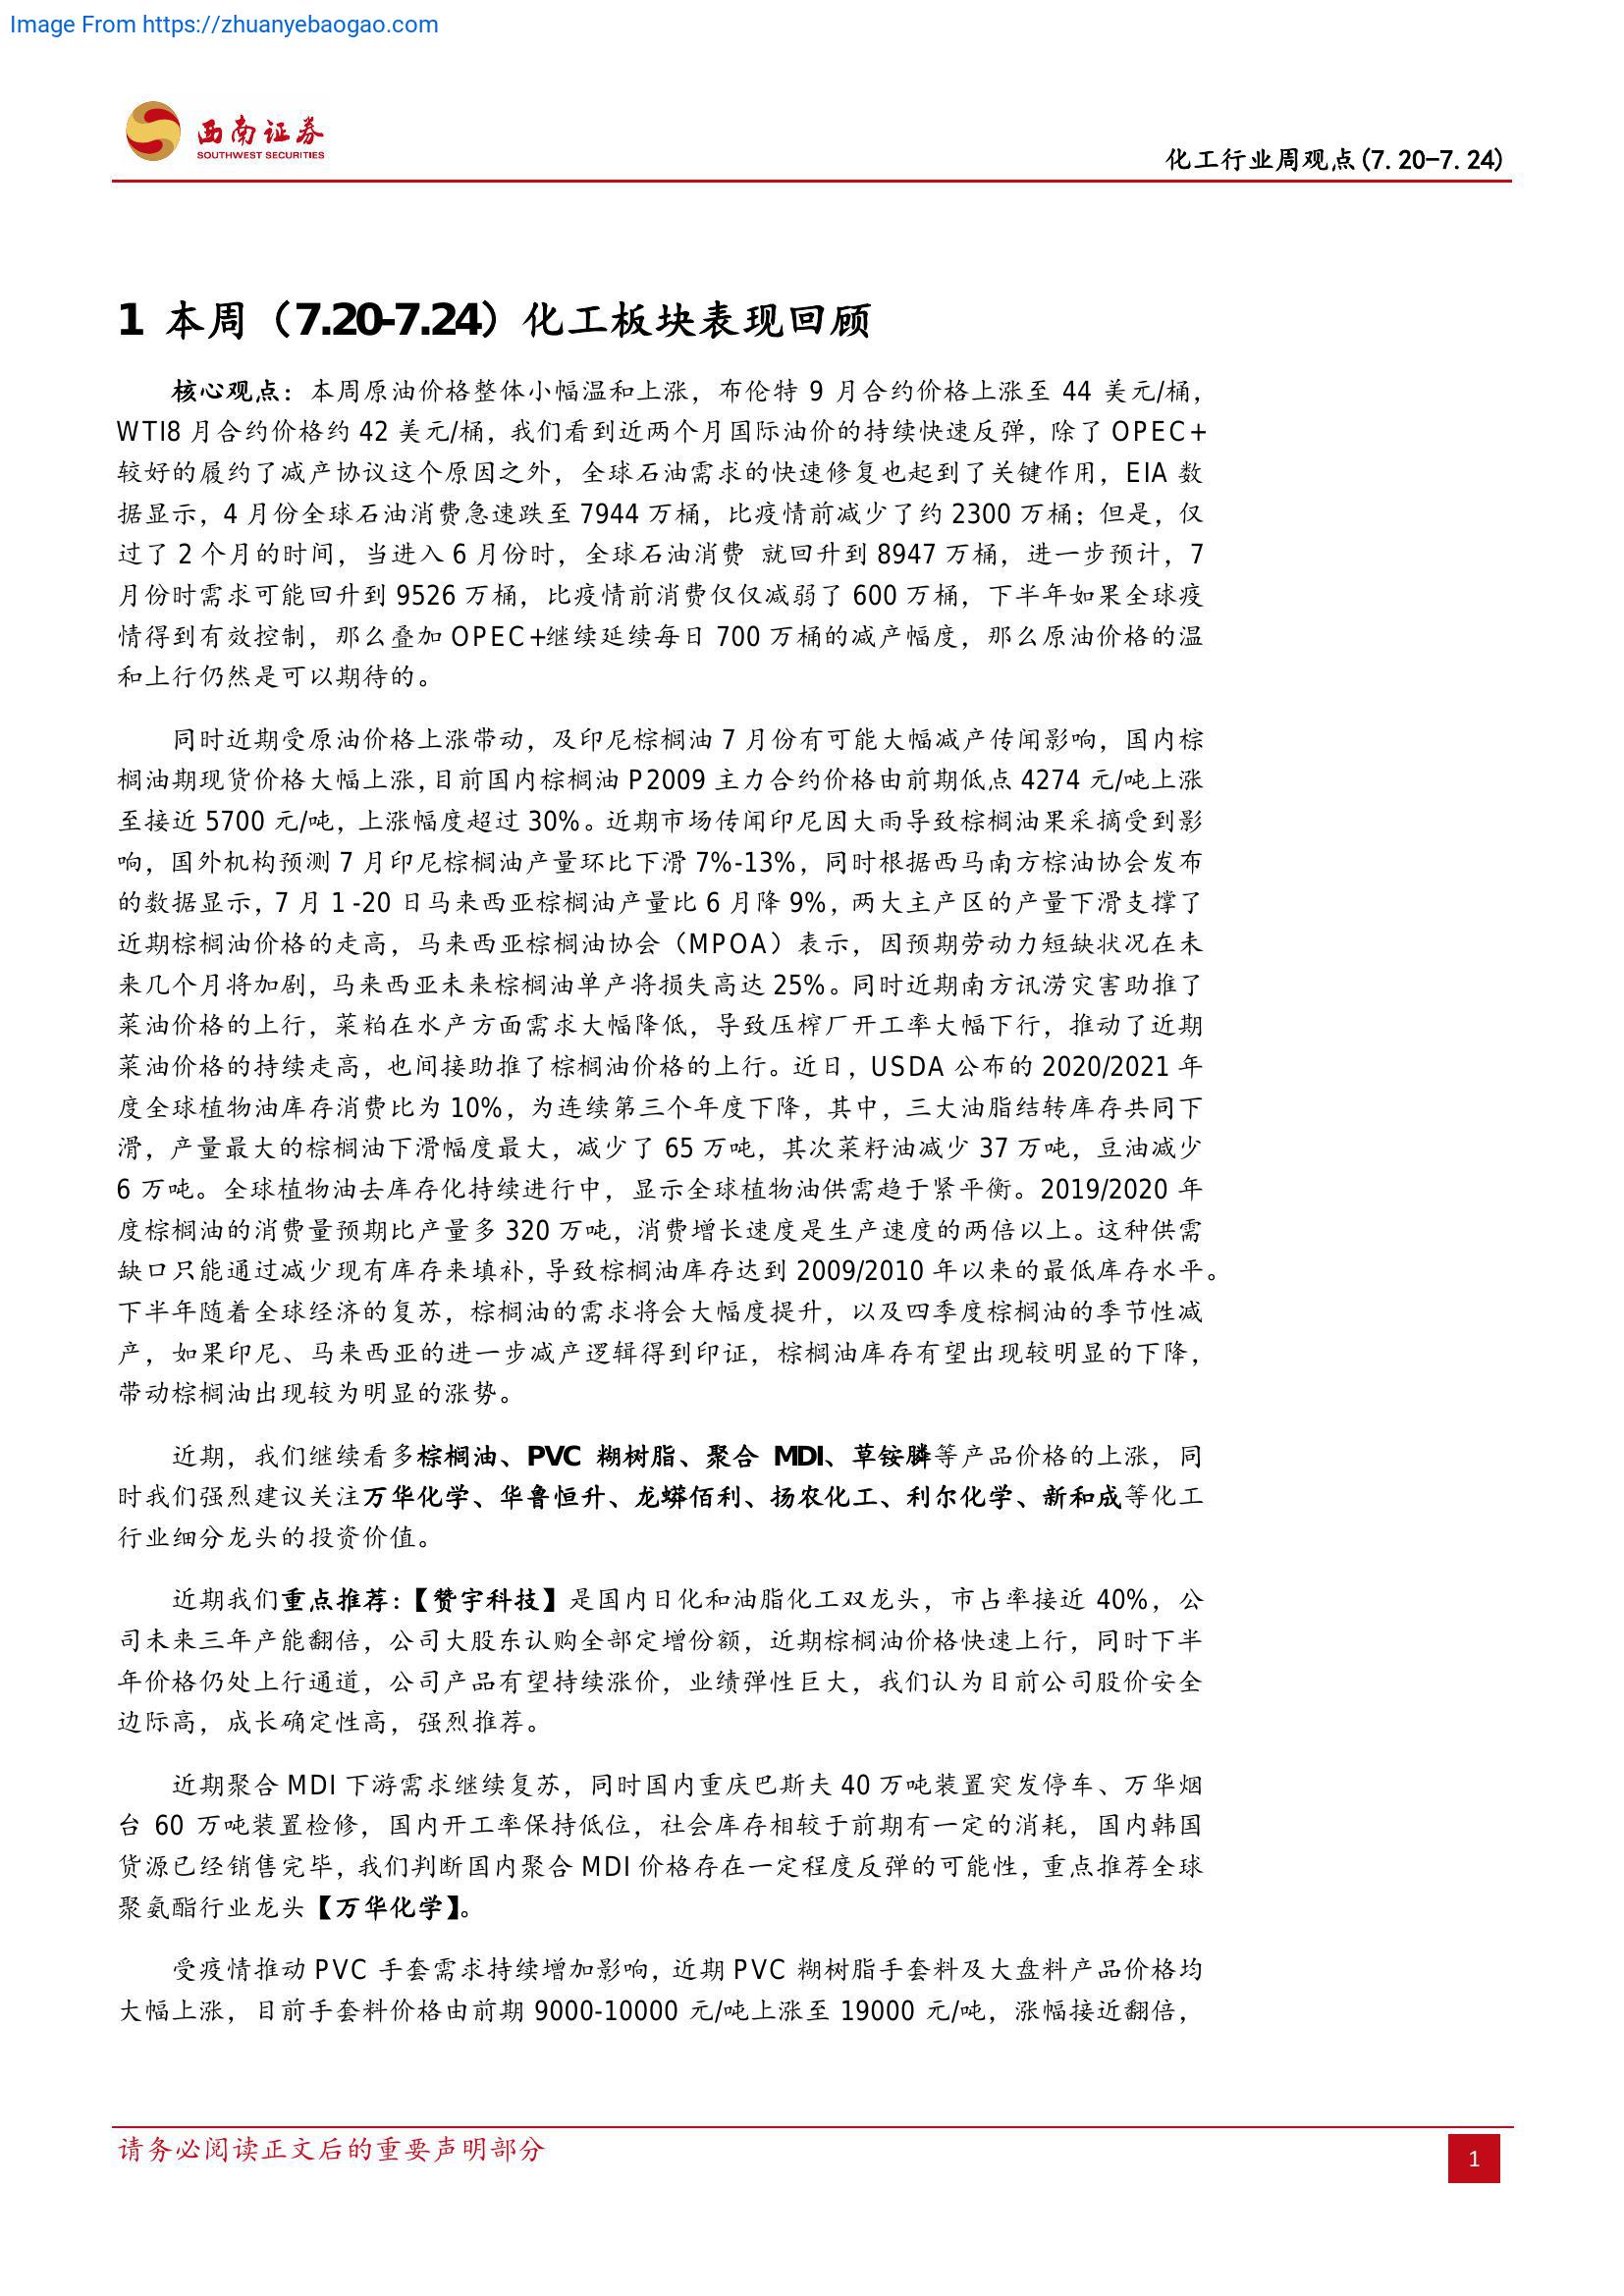 Image From https://zhuanyebaogao.com
西南证券
SOUTHWEST SECURITIES
化工行业周观点(7.20-7.24)
1 本周（7.20-7.24）化工板块表现回顾
核心观点：本周原油价格整体小幅温和上涨，布伦特 9 月合约价格上涨至 44 美元/桶，
WTI8 月合约价格约 42 美元/桶，我们看到近两个月国际油价的持续快速反弹，除了 OPEC+
较好的履约了减产协议这个原因之外，全球石油需求的快速修复也起到了关键作用，EIA 数
据显示，4 月份全球石油消费急速跌至 7944 万桶，比疫情前减少了约 2300 万桶；但是，仅
过了 2 个月的时间，当进入 6 月份时，全球石油消费 就回升到 8947 万桶，进一步预计，7
月份时需求可能回升到 9526 万桶，比疫情前消费仅仅减弱了 600 万桶，下半年如果全球疫
情得到有效控制，那么叠加 OPEC+继续延续每日 700 万桶的减产幅度，那么原油价格的温
和上行仍然是可以期待的。
同时近期受原油价格上涨带动，及印尼棕榈油 7 月份有可能大幅减产传闻影响，国内棕
榈油期现货价格大幅上涨，目前国内棕榈油 P2009 主力合约价格由前期低点 4274 元/吨上涨
至接近 5700 元/吨，上涨幅度超过 30%。近期市场传闻印尼因大雨导致棕榈油果采摘受到影
响，国外机构预测 7 月印尼棕榈油产量环比下滑 7%-13%，同时根据西马南方棕油协会发布
的数据显示，7 月 1 -20 日马来西亚棕榈油产量比 6 月降 9%，两大主产区的产量下滑支撑了
近期棕榈油价格的走高，马来西亚棕榈油协会（MPOA）表示，因预期劳动力短缺状况在未
来几个月将加剧，马来西亚未来棕榈油单产将损失高达 25%。同时近期南方讯涝灾害助推了
菜油价格的上行，菜粕在水产方面需求大幅降低，导致压榨厂开工率大幅下行，推动了近期
菜油价格的持续走高，也间接助推了棕榈油价格的上行。近日，USDA 公布的 2020/2021 年
度全球植物油库存消费比为 10%，为连续第三个年度下降，其中，三大油脂结转库存共同下
滑，产量最大的棕榈油下滑幅度最大，减少了 65 万吨，其次菜籽油减少 37 万吨，豆油减少
6 万吨。全球植物油去库存化持续进行中，显示全球植物油供需趋于紧平衡。2019/2020 年
度棕榈油的消费量预期比产量多 320 万吨，消费增长速度是生产速度的两倍以上。这种供需
缺口只能通过减少现有库存来填补，导致棕榈油库存达到 2009/2010 年以来的最低库存水平。
下半年随着全球经济的复苏，棕榈油的需求将会大幅度提升，以及四季度棕榈油的季节性减
产，如果印尼、马来西亚的进一步减产逻辑得到印证，棕榈油库存有望出现较明显的下降，
带动棕榈油出现较为明显的涨势。
近期，我们继续看多棕榈油、PVC 糊树脂、聚合 MDI、草铵膦等产品价格的上涨，同
时我们强烈建议关注万华化学、华鲁恒升、龙蟒佰利、扬农化工、利尔化学、新和成等化工
行业细分龙头的投资价值。
近期我们重点推荐：【赞宇科技】是国内日化和油脂化工双龙头，市占率接近 40%，公
司未来三年产能翻倍，公司大股东认购全部定增份额，近期棕榈油价格快速上行，同时下半
年价格仍处上行通道，公司产品有望持续涨价，业绩弹性巨大，我们认为目前公司股价安全
边际高，成长确定性高，强烈推荐。
近期聚合 MDI 下游需求继续复苏，同时国内重庆巴斯夫 40 万吨装置突发停车、万华烟
台 60 万吨装置检修，国内开工率保持低位，社会库存相较于前期有一定的消耗，国内韩国
货源已经销售完毕，我们判断国内聚合 MDI 价格存在一定程度反弹的可能性，重点推荐全球
聚氨酯行业龙头【万华化学】。
受疫情推动 PVC 手套需求持续增加影响，近期 PVC 糊树脂手套料及大盘料产品价格均
大幅上涨，目前手套料价格由前期 9000-10000 元/吨上涨至 19000 元/吨，涨幅接近翻倍，
请务必阅读正文后的重要声明部分
1